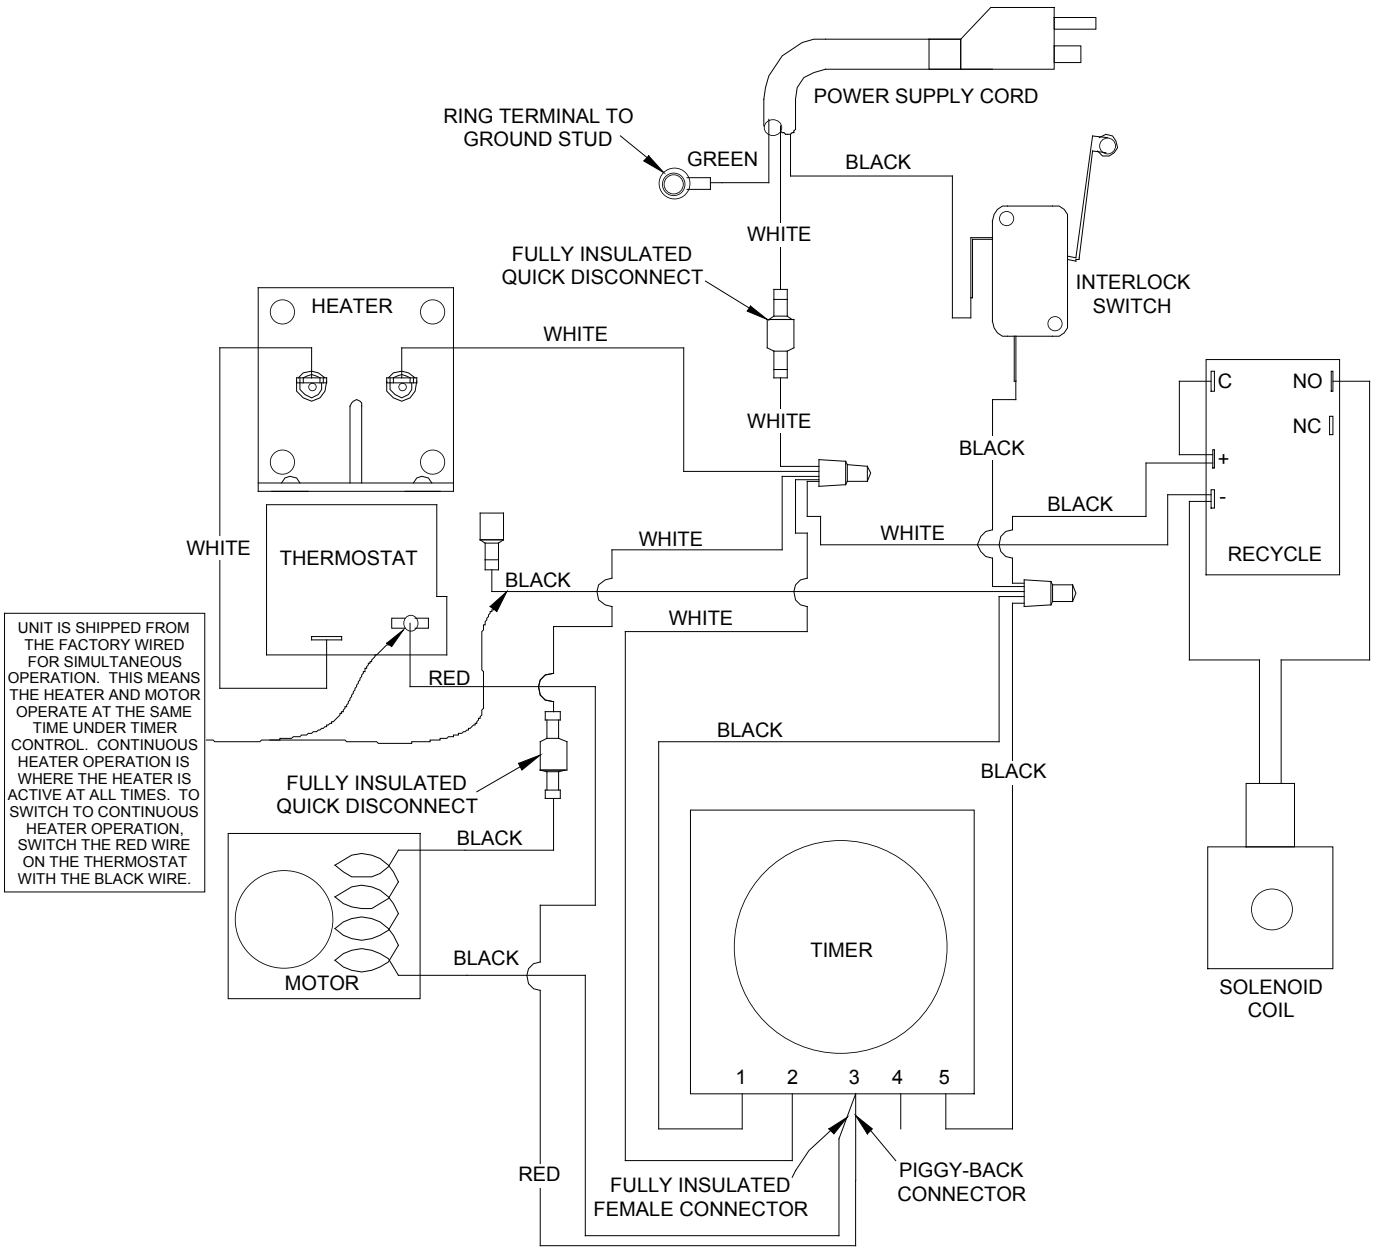 POWER SUPPLY CORD
RING TERMINAL TO
GROUND STUD
GREEN
BLACK
WHITE
FULLY INSULATED
QUICK DISCONNECT
INTERLOCK
SWITCH
HEATER
WHITE
WHITE
BLACK
C
NO
NC
+
-
RECYCLE
BLACK
WHITE
WHITE
WHITE
THERMOSTAT
BLACK
WHITE
RED
UNIT IS SHIPPED FROM
THE FACTORY WIRED
FOR SIMULTANEOUS
OPERATION. THIS MEANS
THE HEATER AND MOTOR
OPERATE AT THE SAME
TIME UNDER TIMER
CONTROL. CONTINUOUS
HEATER OPERATION IS
WHERE THE HEATER IS
ACTIVE AT ALL TIMES. TO
SWITCH TO CONTINUOUS
HEATER OPERATION,
SWITCH THE RED WIRE
ON THE THERMOSTAT
WITH THE BLACK WIRE.
BLACK
BLACK
FULLY INSULATED
QUICK DISCONNECT
BLACK
BLACK
MOTOR
TIMER
1 2 3 4 5
SOLENOID
COIL
RED
FULLY INSULATED
FEMALE CONNECTOR
PIGGY-BACK
CONNECTOR